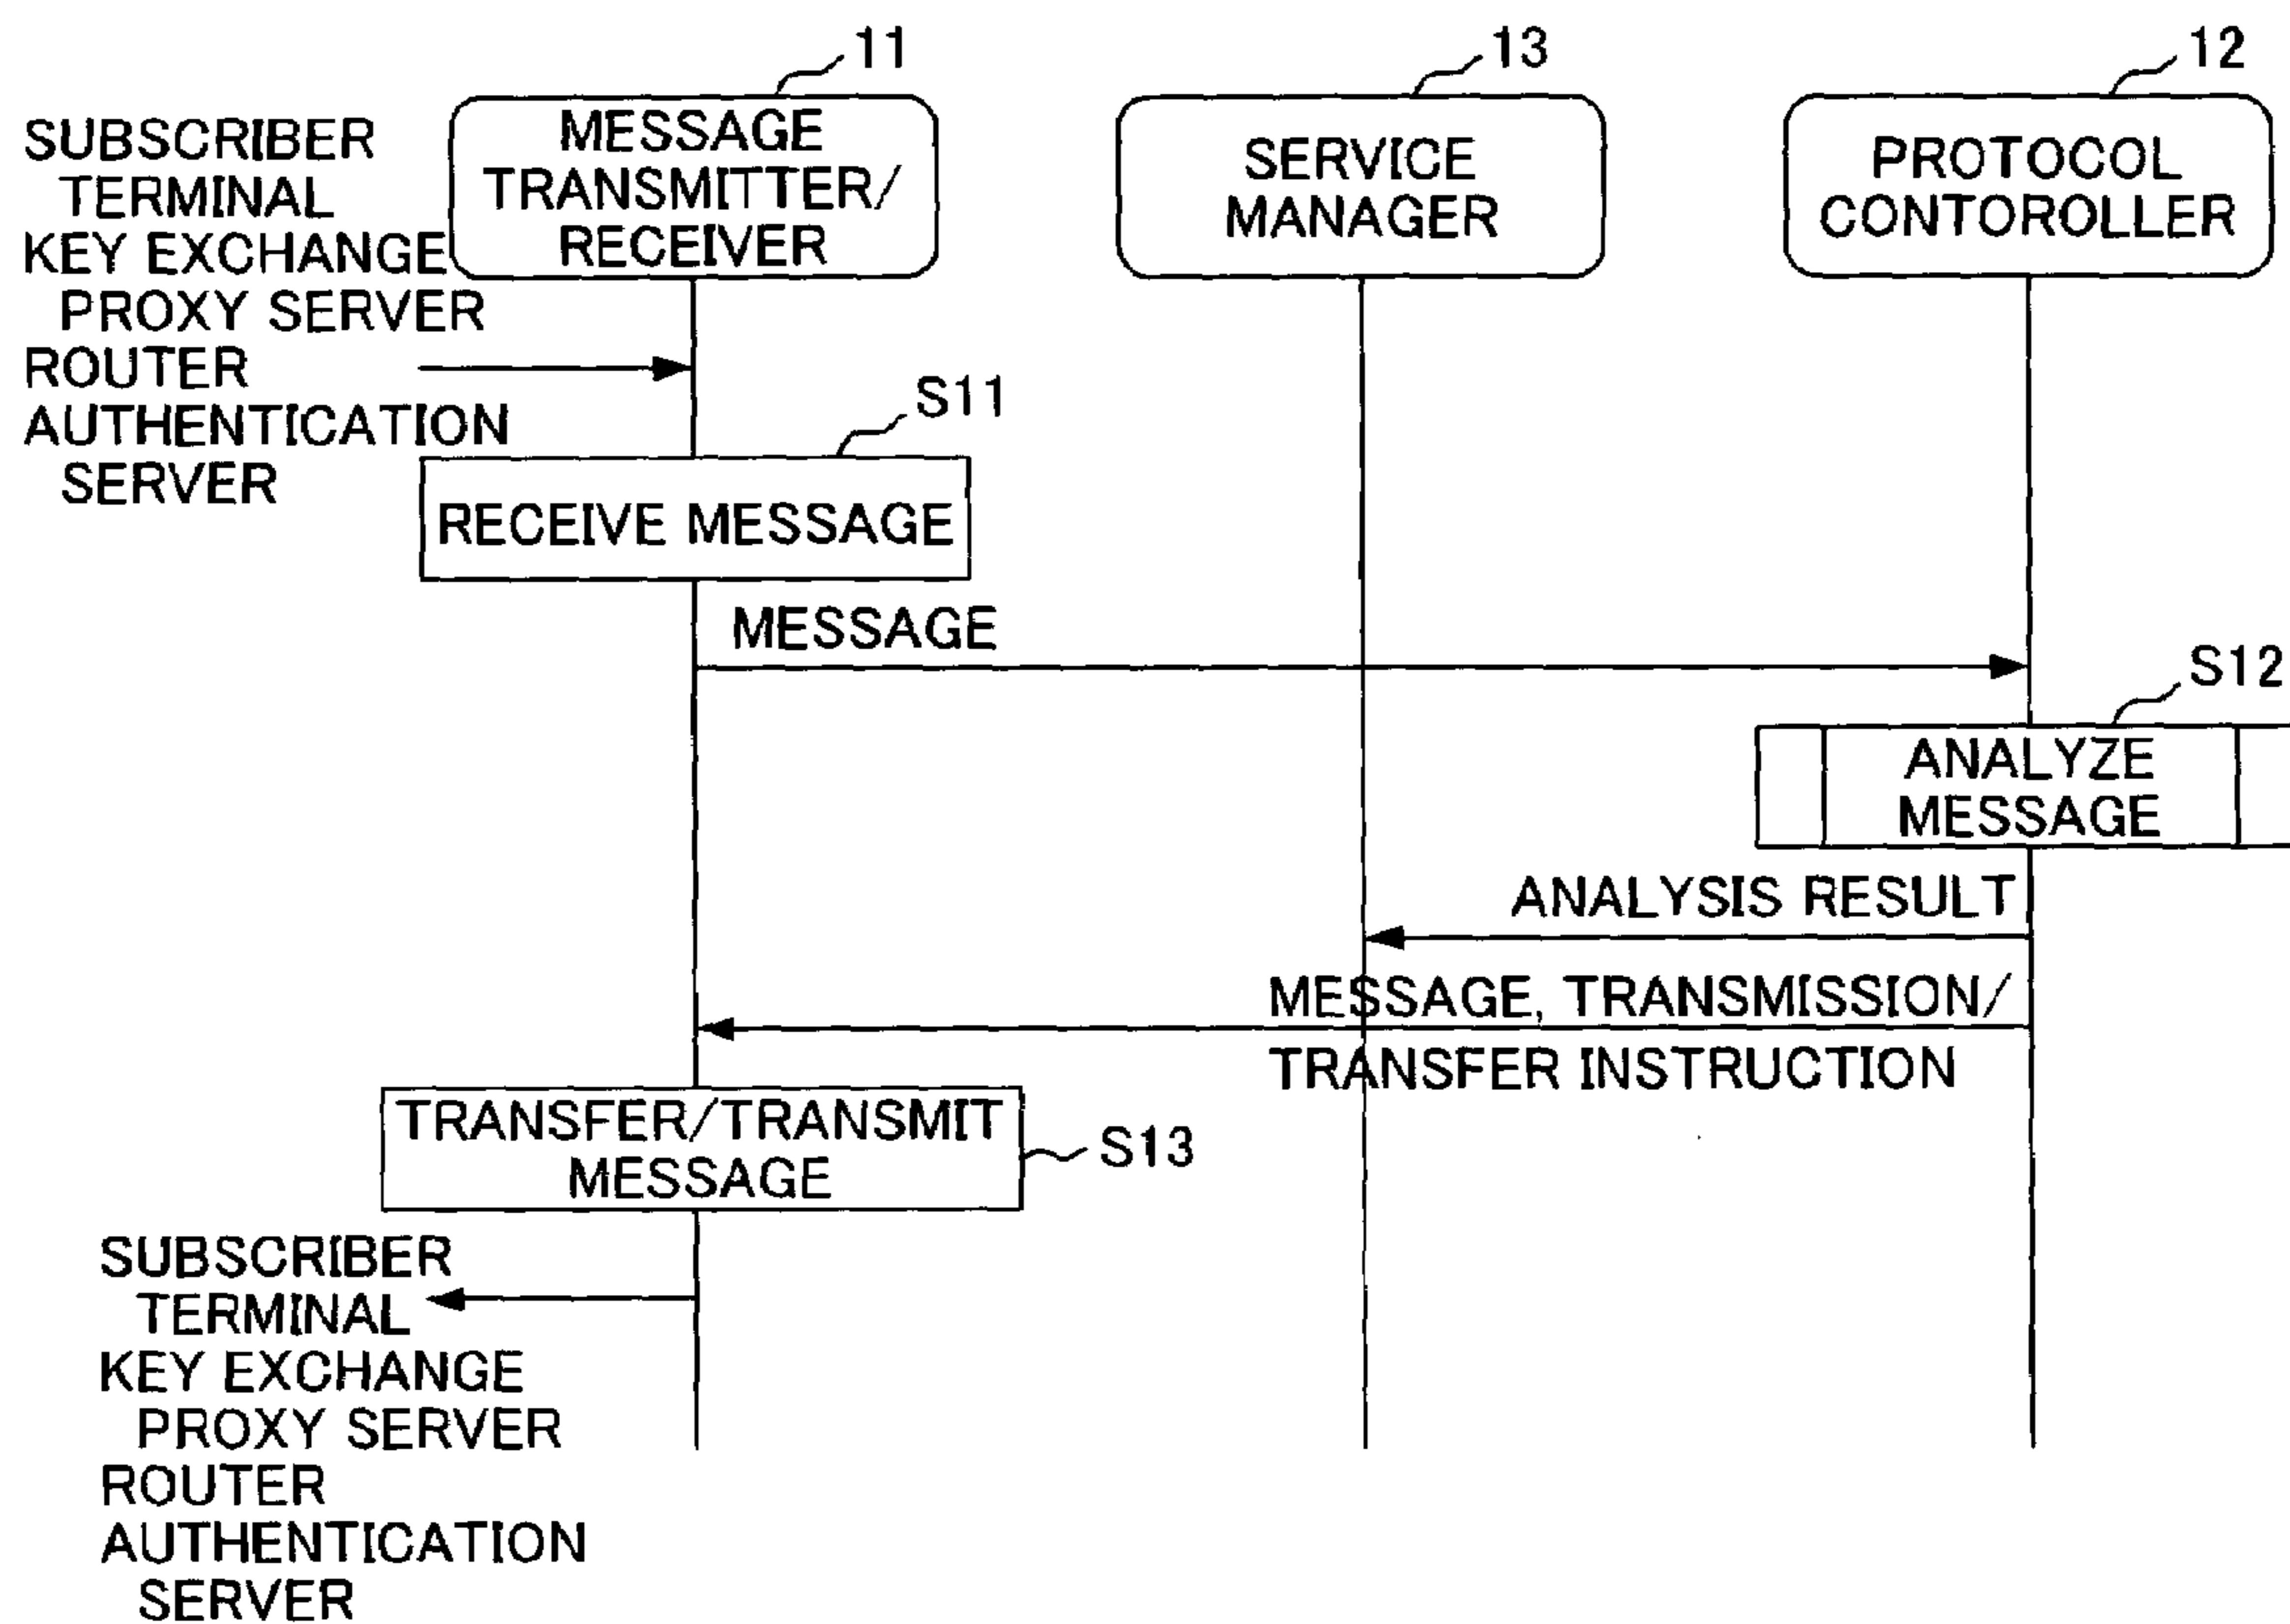 11
13
12
MESSAGE
TRANSMITTER/
RECEIVER
SERVICE
MANAGER
PROTOCOL
CONTOROLLER
SUBSCRIBER
TERMINAL
KEY EXCHANGE
PROXY SERVER
ROUTER
AUTHENTICATION
SERVER
S11
RECEIVE MESSAGE
MESSAGE
S12
ANALYZE
MESSAGE
ANALYSIS RESULT
MESSAGE, TRANSMISSION/
TRANSFER INSTRUCTION
TRANSFER/TRANSMIT
MESSAGE
S13
SUBSCRIBER
TERMINAL
KEY EXCHANGE
PROXY SERVER
ROUTER
AUTHENTICATION
SERVER